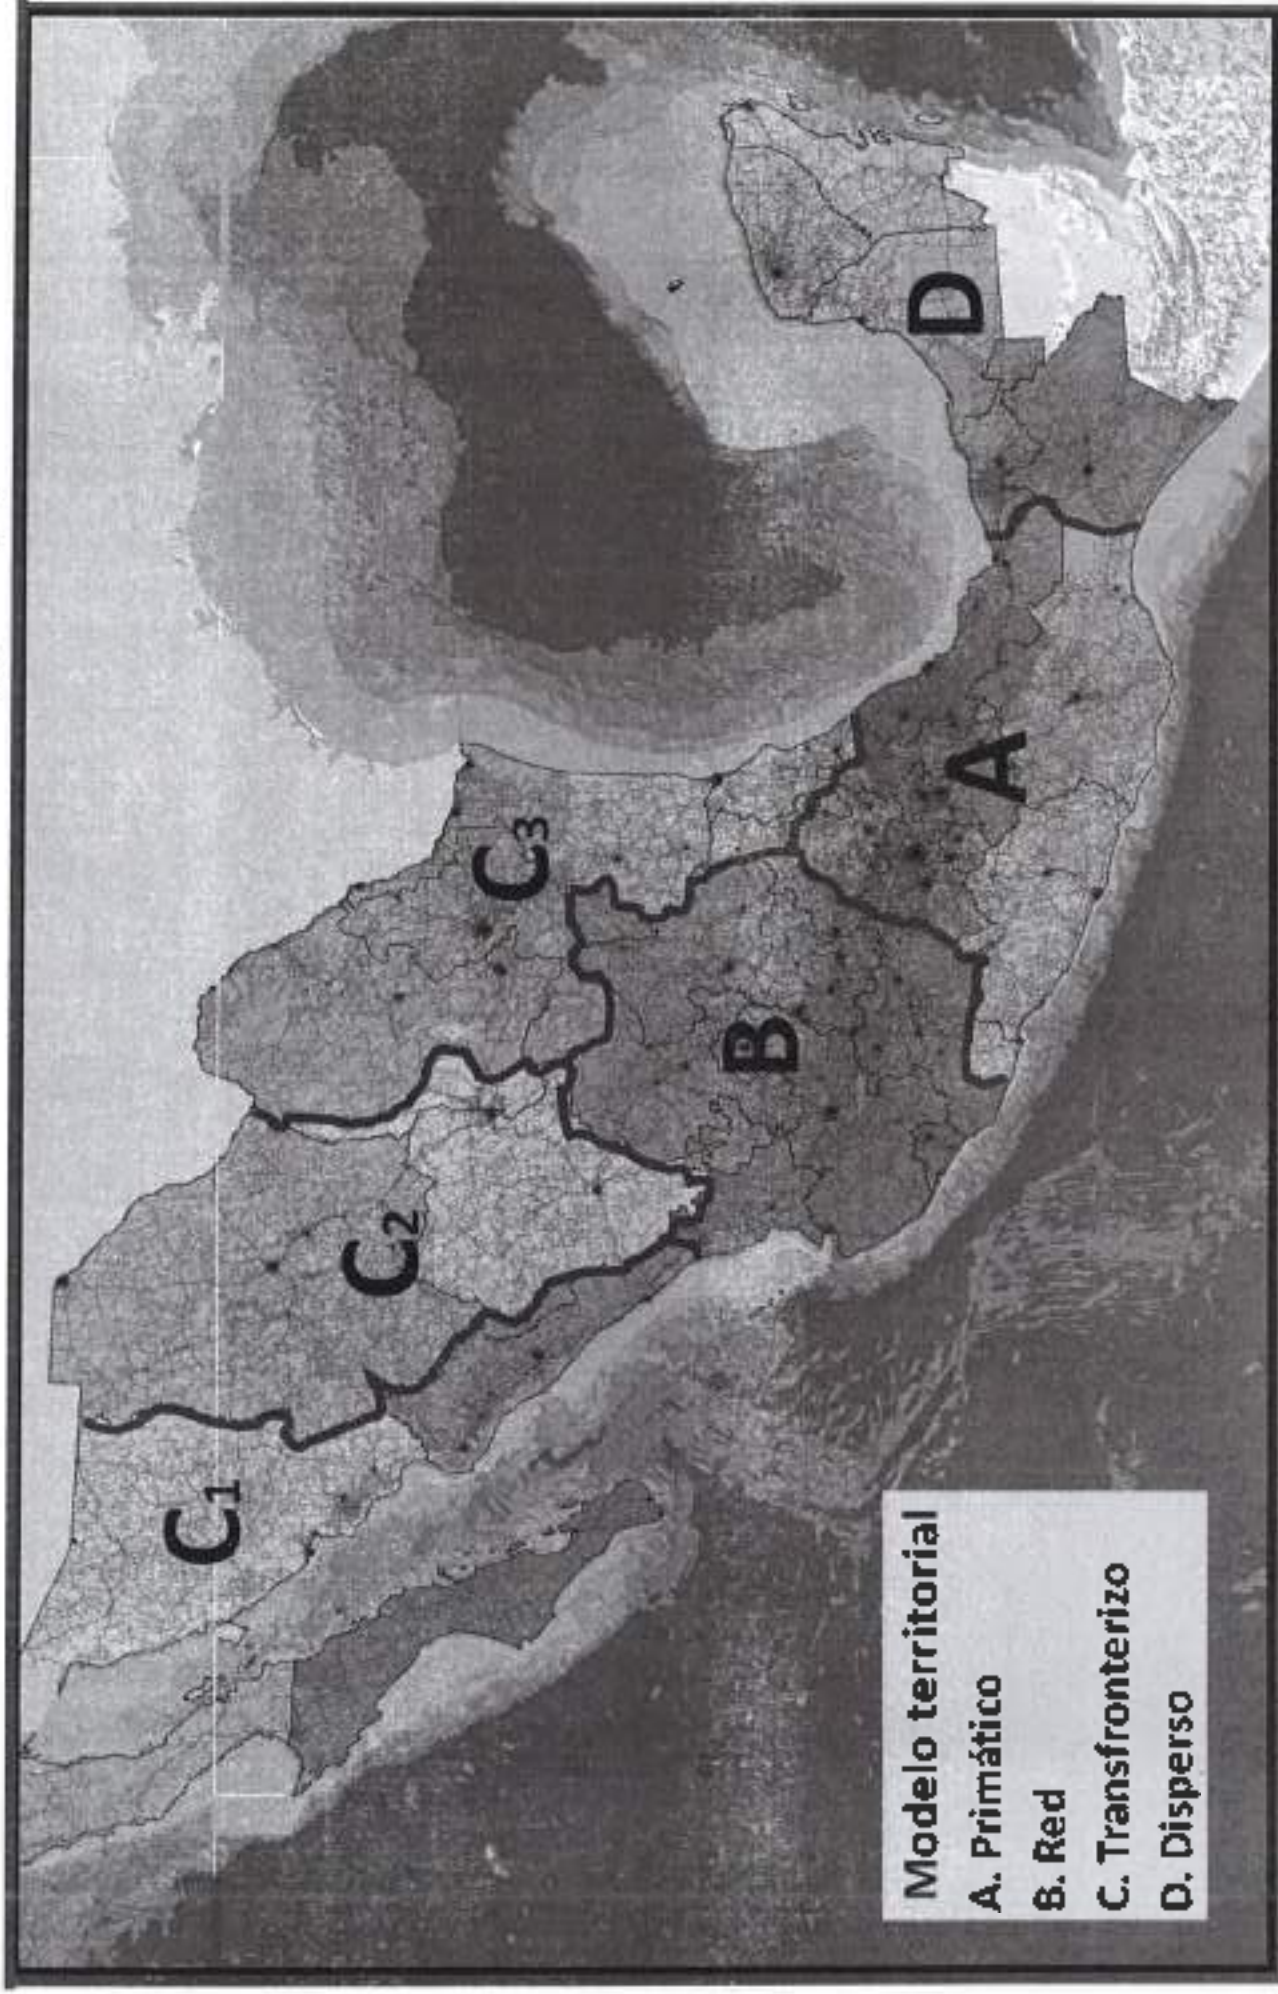 C1
C2
C3
B
A
D
Modelo territorial
A. Primático
B. Red
C. Transfronterizo
D. Disperso